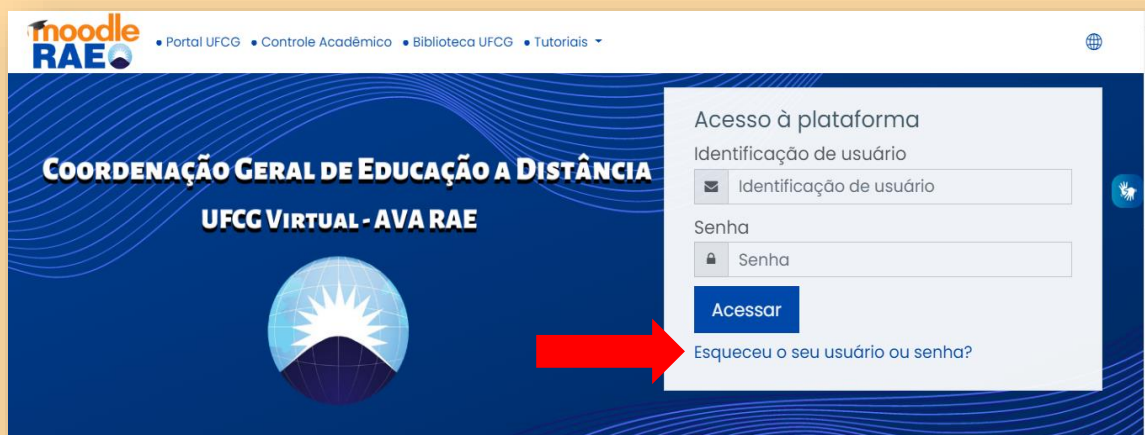 moodle
RAE
• Portal UFCG • Controle Acadêmico • Biblioteca UFCG • Tutoriais
Coordenação Geral de Educação a Distância
UFCG Virtual - AVA RAE
Acesso à plataforma
Identificação de usuário
Identificação de usuário
Senha
Senha
Acessar
Esqueceu o seu usuário ou senha?